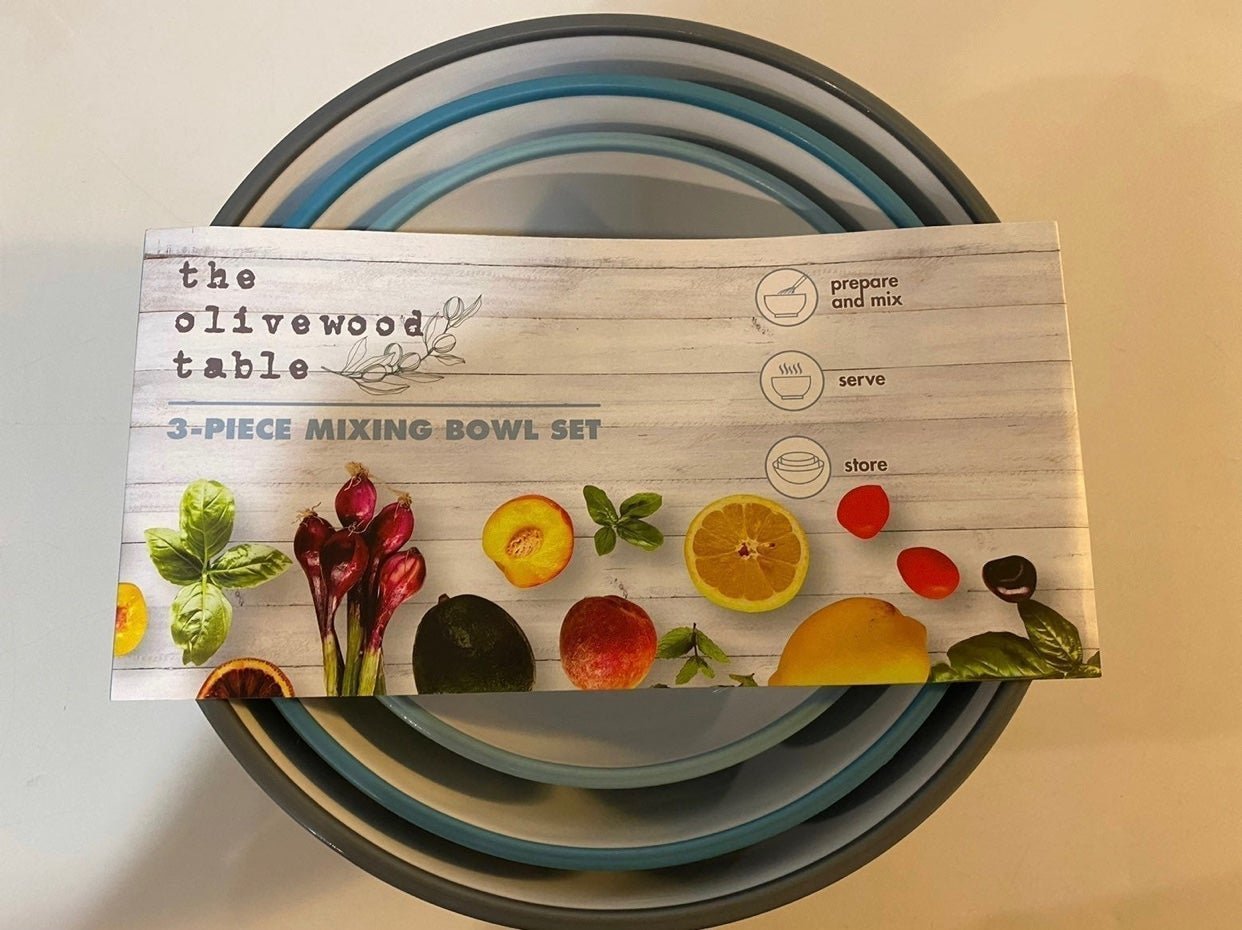 the
olivewood
table
3-PIECE MIXING BOWL SET
prepare
and mix
serve
store